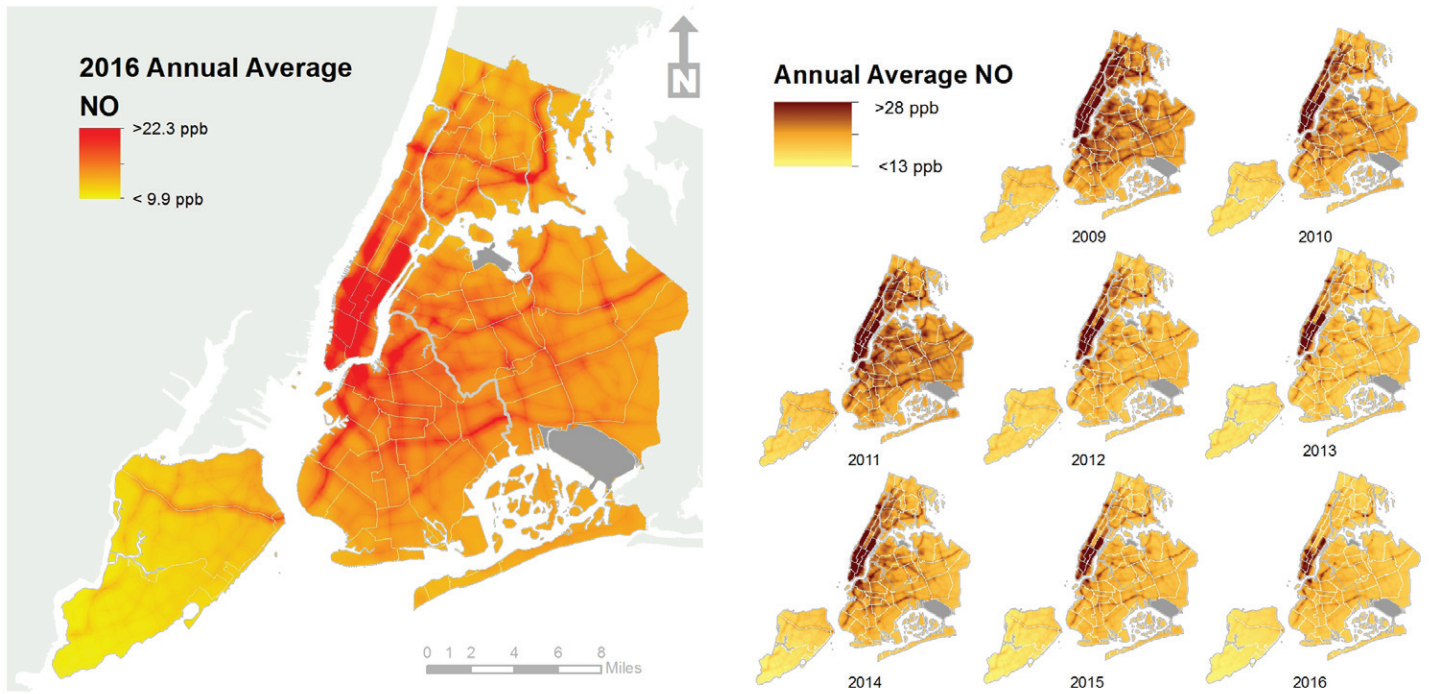 2016 Annual Average
NO
>22.3 ppb
< 9.9 ppb
N
0 1 2 4 6 8
Miles
Annual Average NO
>28 ppb
<13 ppb
2009
2010
2011
2012
2013
2014
2015
2016